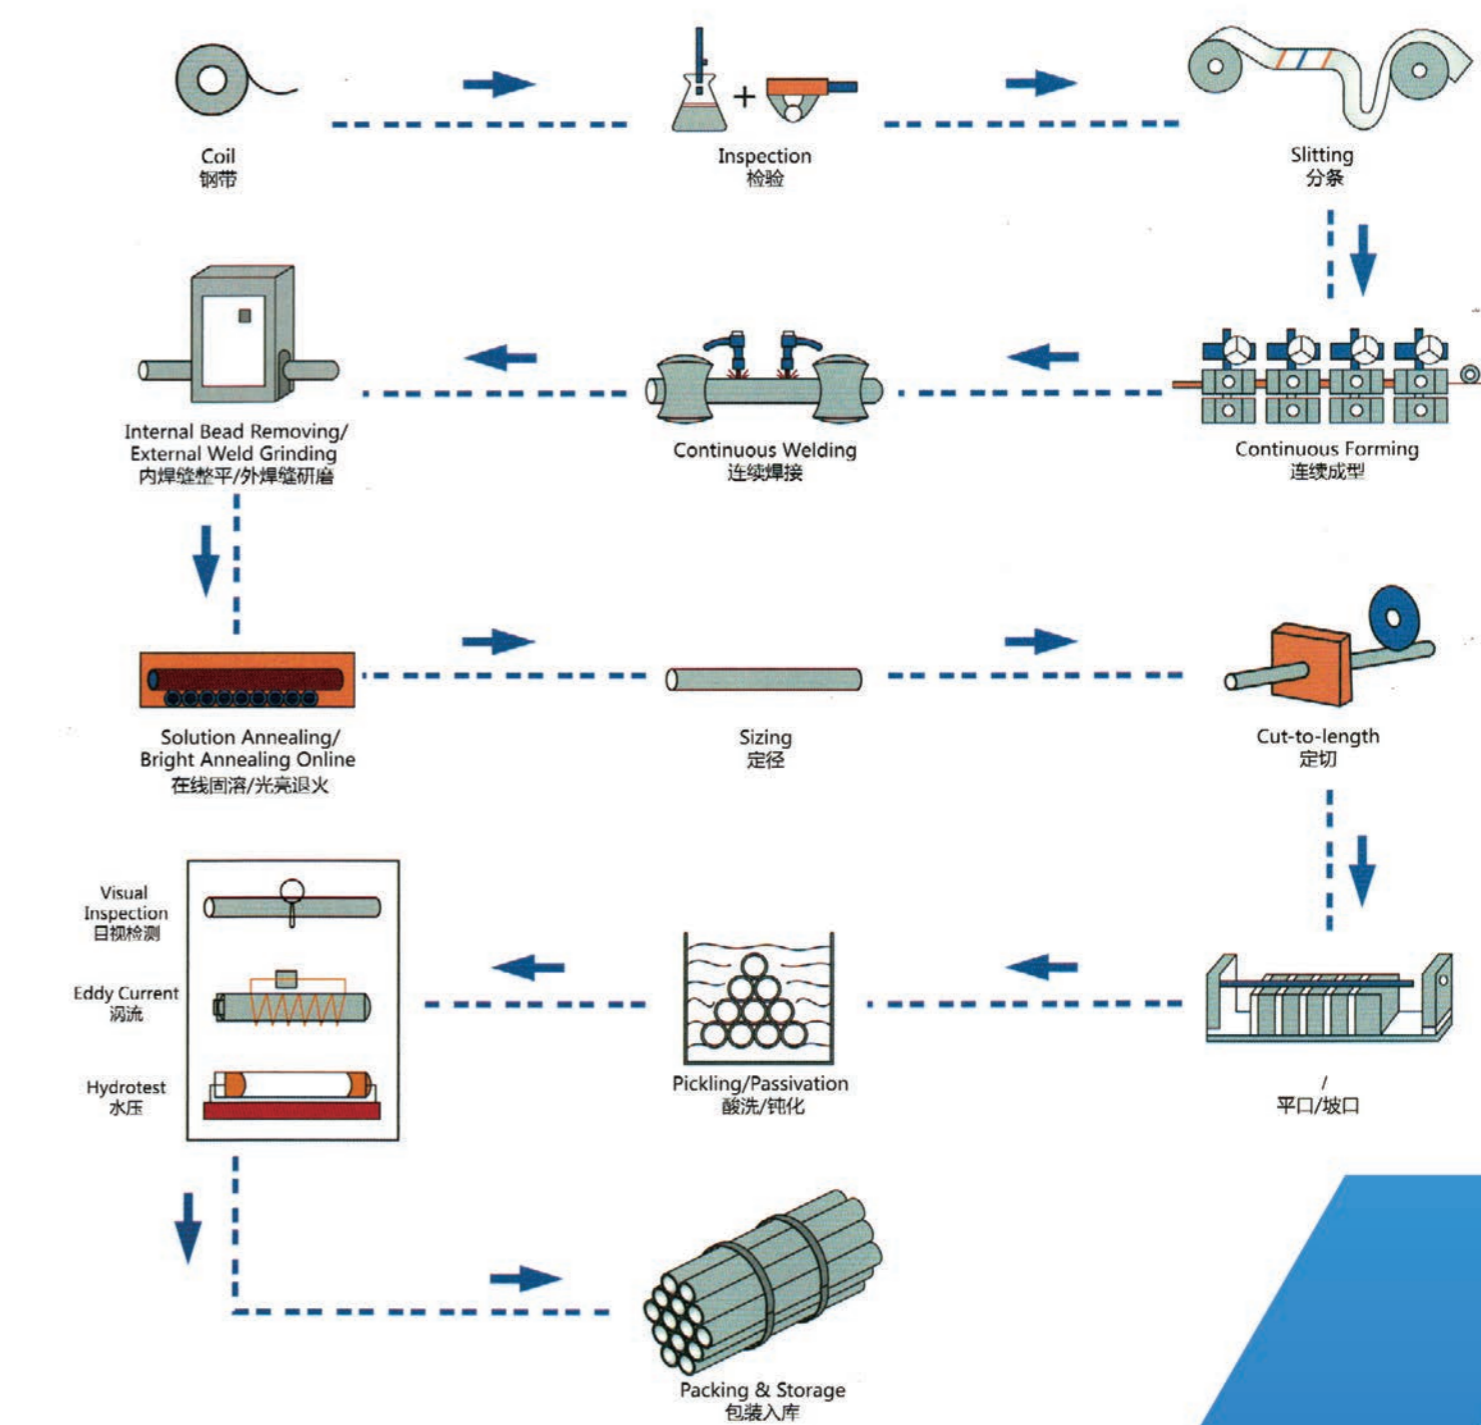 Coil
钢带
Inspection
检验
Slitting
分条
Internal Bead Removing/
External Weld Grinding
内焊缝整平/外焊缝研磨
Continuous Welding
连续焊接
Continuous Forming
连续成型
Solution Annealing/
Bright Annealing Online
在线固溶/光亮退火
Sizing
定径
Cut-to-length
定切
Visual
Inspection
目视检测
Eddy Current
涡流
Hydrotest
水压
Pickling/Passivation
酸洗/钝化
/
平口/坡口
Packing & Storage
包装入库